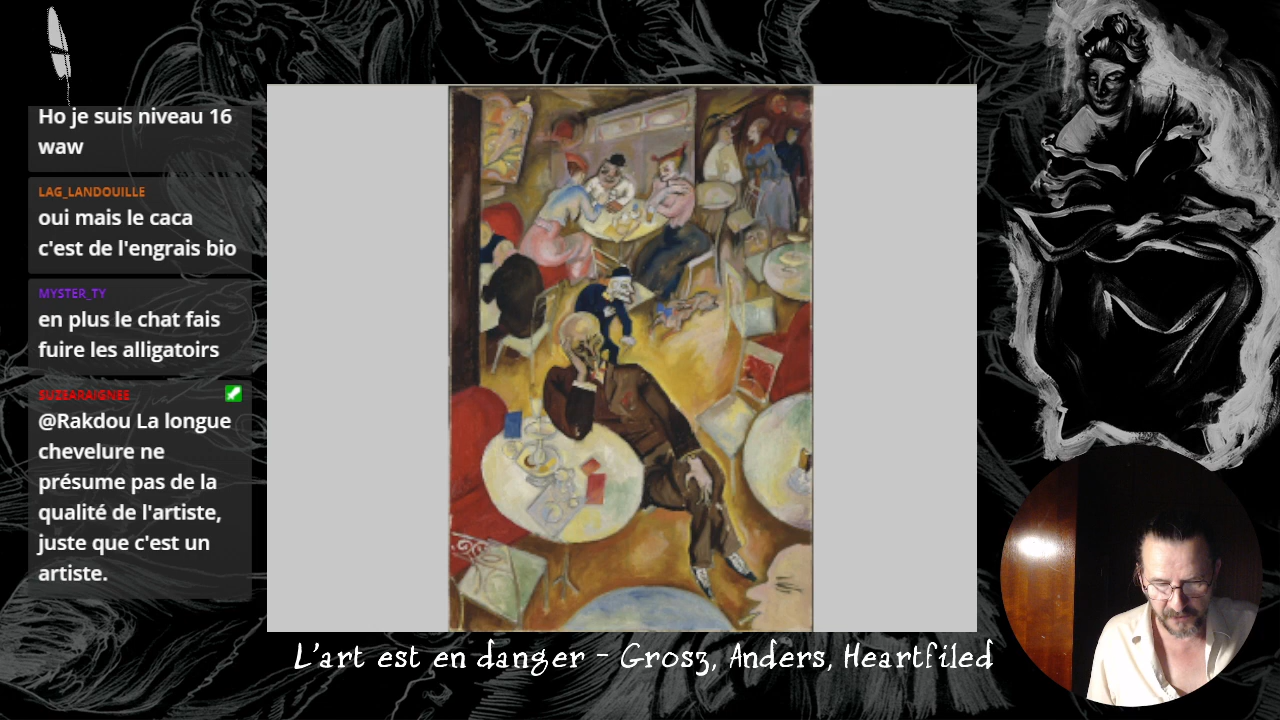 Ho je suis niveau 16
waw
LAG_LANDOUILLE
oui mais le caca
c'est de l'engrais bio
MYSTER_TY
en plus le chat fais
fuire les alligatoirs
SUZEARAIGNEE
@Rakdou La longue
chevelure ne
présume pas de la
qualité de l'artiste,
juste que c'est un
artiste.
L'art est en danger - Grosz, Anders, Heartfiled